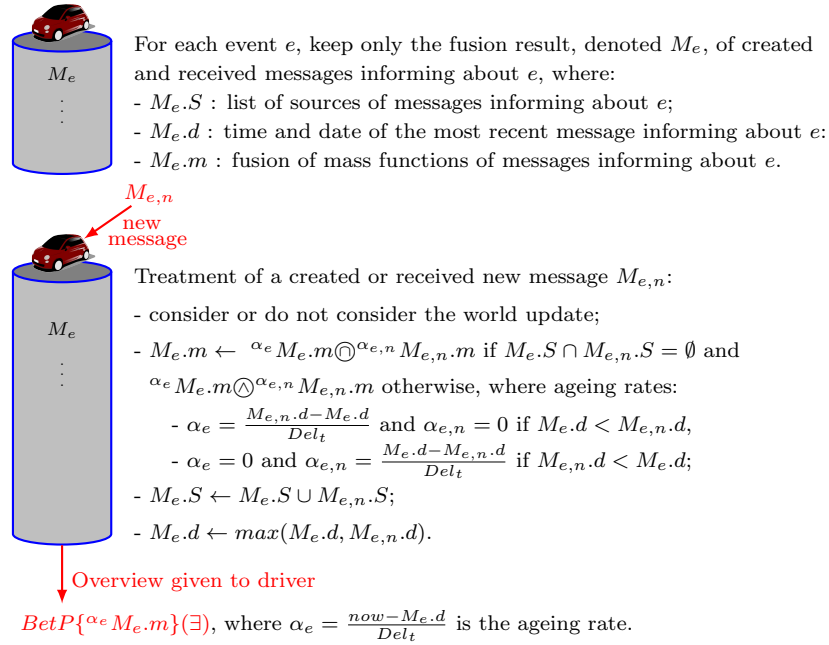 M_e
⋮
For each event e, keep only the fusion result, denoted M_e, of created
and received messages informing about e, where:
- M_e.S : list of sources of messages informing about e;
- M_e.d : time and date of the most recent message informing about e:
- M_e.m : fusion of mass functions of messages informing about e.
M_{e,n}
new
message
M_e
⋮
Treatment of a created or received new message M_{e,n}:
- consider or do not consider the world update;
- M_e.m ← ^{α_e}M_e.m ⓝ ^{α_{e,n}}M_{e,n}.m if M_e.S ∩ M_{e,n}.S = ∅ and
^{α_e}M_e.m ⦾∧ ^{α_{e,n}}M_{e,n}.m otherwise, where ageing rates:
- α_e = \frac{M_{e,n}.d−M_e.d}{Del_t} and α_{e,n} = 0 if M_e.d < M_{e,n}.d,
- α_e = 0 and α_{e,n} = \frac{M_e.d−M_{e,n}.d}{Del_t} if M_{e,n}.d < M_e.d;
- M_e.S ← M_e.S ∪ M_{e,n}.S;
- M_e.d ← max(M_e.d, M_{e,n}.d).
Overview given to driver
BetP{^{α_e}M_e.m}(∃), where α_e = \frac{now−M_e.d}{Del_t} is the ageing rate.